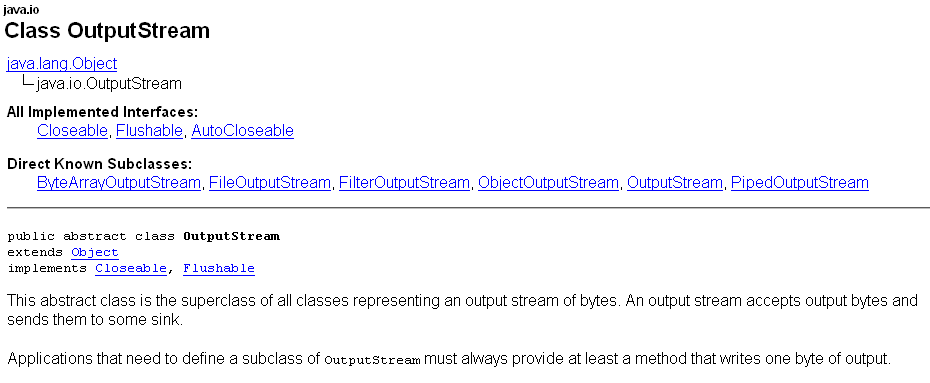 java.io
Class OutputStream
java.lang.Object
java.io.OutputStream
All Implemented Interfaces:
Closeable, Flushable, AutoCloseable
Direct Known Subclasses:
ByteArrayOutputStream, FileOutputStream, FilterOutputStream, ObjectOutputStream, OutputStream, PipedOutputStream
public abstract class OutputStream
extends Object
implements Closeable, Flushable
This abstract class is the superclass of all classes representing an output stream of bytes. An output stream accepts output bytes and
sends them to some sink.
Applications that need to define a subclass of OutputStream must always provide at least a method that writes one byte of output.